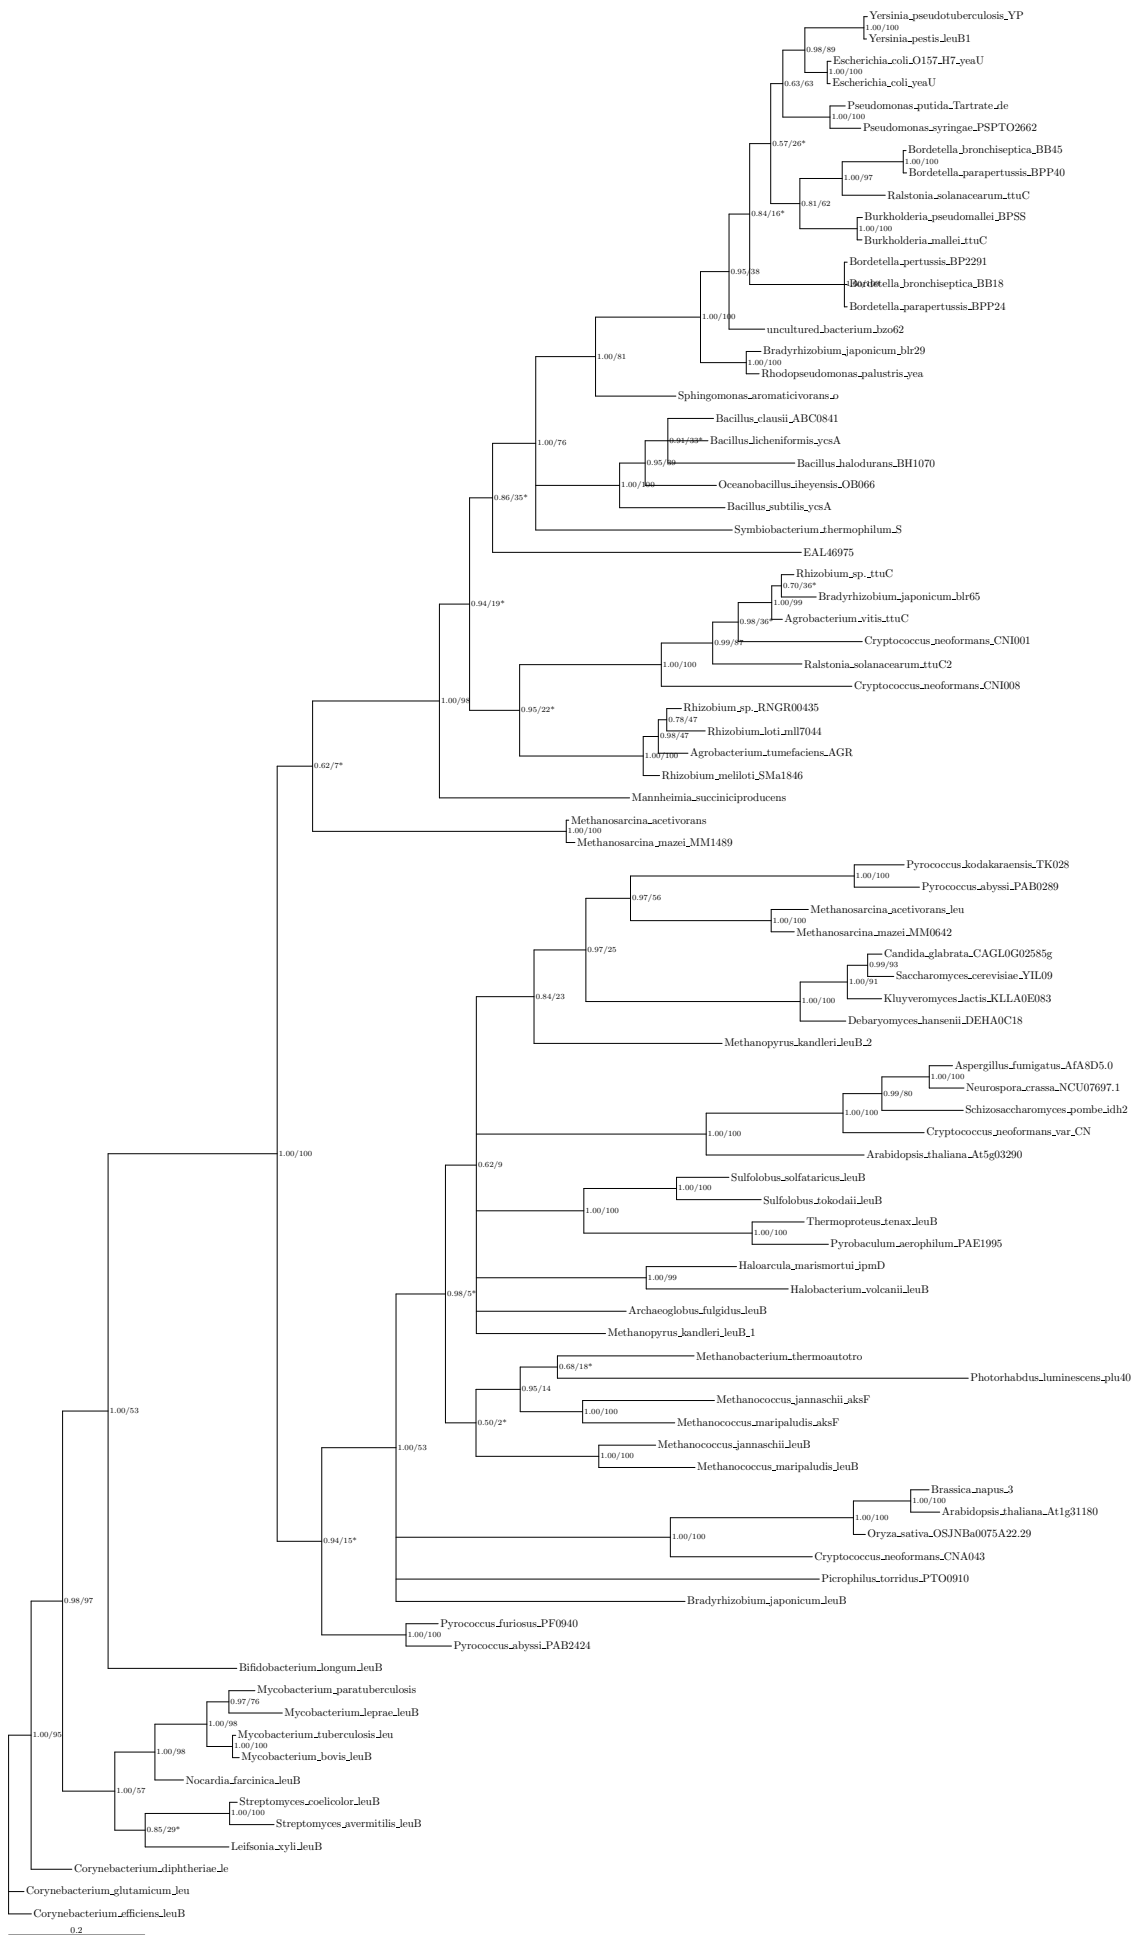 Yersinia_pseudotuberculosis_YP
1.00/100
Yersinia_pestis_leuB1
0.98/89
Escherichia_coli_O157_H7_yeaU
1.00/100
Escherichia_coli_yeaU
0.63/63
Pseudomonas_putida_Tartrate_de
1.00/100
Pseudomonas_syringae_PSPTO2662
0.57/26*
Bordetella_bronchiseptica_BB45
1.00/100
Bordetella_parapertussis_BPP40
1.00/97
Ralstonia_solanacearum_ttuC
0.81/62
0.84/16*
Burkholderia_pseudomallei_BPSS
1.00/100
Burkholderia_mallei_ttuC
Bordetella_pertussis_BP2291
0.95/38
Bordetella_bronchiseptica_BB18
Bordetella_parapertussis_BPP24
1.00/100
uncultured_bacterium_bzo62
Bradyrhizobium_japonicum_blr29
1.00/81
1.00/100
Rhodopseudomonas_palustris_yea
Sphingomonas_aromaticivorans_o
Bacillus_clausii_ABC0841
1.00/76
0.91/33*
Bacillus_licheniformis_ycsA
0.95/39
Bacillus_halodurans_BH1070
1.00/100
Oceanobacillus_iheyensis_OB066
0.86/35*
Bacillus_subtilis_ycsA
Symbiobacterium_thermophilum_S
EAL46975
Rhizobium_sp._ttuC
0.70/36*
Bradyrhizobium_japonicum_blr65
0.94/19*
1.00/99
Agrobacterium_vitis_ttuC
0.98/36*
Cryptococcus_neoformans_CNI001
0.99/87
Ralstonia_solanacearum_ttuC2
1.00/100
Cryptococcus_neoformans_CNI008
1.00/98
0.95/22*
Rhizobium_sp._RNGR00435
0.78/47
Rhizobium_loti_mll7044
0.98/47
Agrobacterium_tumefaciens_AGR
1.00/100
0.62/7*
Rhizobium_meliloti_SMa1846
Mannheimia_succiniciproducens
Methanosarcina_acetivorans
1.00/100
Methanosarcina_mazei_MM1489
Pyrococcus_kodakaraensis_TK028
1.00/100
Pyrococcus_abyssi_PAB0289
0.97/56
Methanosarcina_acetivorans_leu
1.00/100
Methanosarcina_mazei_MM0642
0.97/25
Candida_glabrata_CAGL0G02585g
0.99/93
Saccharomyces_cerevisiae_YIL09
1.00/91
Kluyveromyces_lactis_KLLA0E083
0.84/23
1.00/100
Debaryomyces_hansenii_DEHA0C18
Methanopyrus_kandleri_leuB_2
Aspergillus_fumigatus_AfA8D5.0
1.00/100
Neurospora_crassa_NCU07697.1
0.99/80
Schizosaccharomyces_pombe_idh2
1.00/100
Cryptococcus_neoformans_var_CN
1.00/100
1.00/100
Arabidopsis_thaliana_At5g03290
0.62/9
Sulfolobus_solfataricus_leuB
1.00/100
Sulfolobus_tokodaii_leuB
1.00/100
Thermoproteus_tenax_leuB
1.00/100
Pyrobaculum_aerophilum_PAE1995
Haloarcula_marismortui_ipmD
1.00/99
Halobacterium_volcanii_leuB
0.98/5*
Archaeoglobus_fulgidus_leuB
Methanopyrus_kandleri_leuB_1
Methanobacterium_thermoautotro
0.68/18*
Photorhabdus_luminescens_plu40
0.95/14
Methanococcus_jannaschii_aksF
1.00/53
1.00/100
0.50/2*
Methanococcus_maripaludis_aksF
Methanococcus_jannaschii_leuB
1.00/53
1.00/100
Methanococcus_maripaludis_leuB
Brassica_napus_3
1.00/100
Arabidopsis_thaliana_At1g31180
1.00/100
Oryza_sativa_OSJNBa0075A22.29
1.00/100
0.94/15*
Cryptococcus_neoformans_CNA043
Picrophilus_torridus_PTO0910
0.98/97
Bradyrhizobium_japonicum_leuB
Pyrococcus_furiosus_PF0940
1.00/100
Pyrococcus_abyssi_PAB2424
Bifidobacterium_longum_leuB
Mycobacterium_paratuberculosis
0.97/76
Mycobacterium_leprae_leuB
1.00/98
1.00/95
Mycobacterium_tuberculosis_leu
1.00/100
1.00/98
Mycobacterium_bovis_leuB
Nocardia_farcinica_leuB
1.00/57
Streptomyces_coelicolor_leuB
1.00/100
Streptomyces_avermitilis_leuB
0.85/29*
Leifsonia_xyli_leuB
Corynebacterium_diphtheriae_le
Corynebacterium_glutamicum_leu
Corynebacterium_efficiens_leuB
0.2